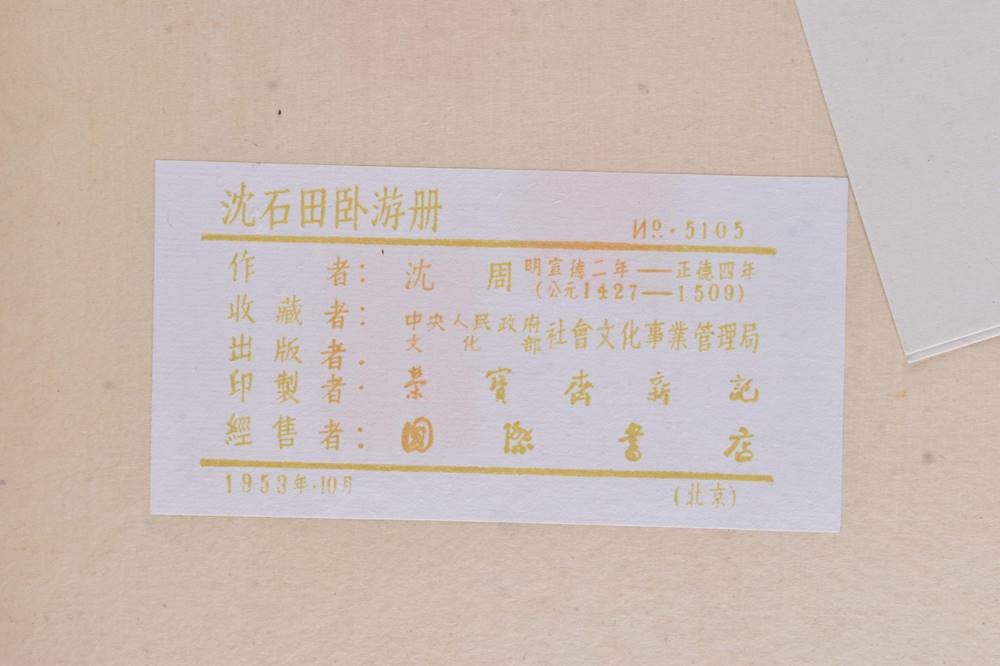 沈石田卧游册
No.5105
作者：沈周 明宣德二年——正德四年
（公元1427——1509）
收藏者：中央人民政府文化部社會文化事業管理局
出版者：
印製者：榮寶齋新記
經售者：國際書店
1953年·10月
（北京）